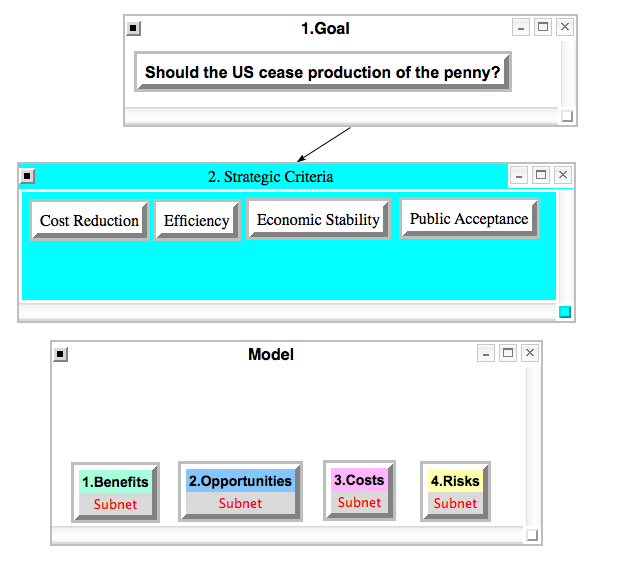 1.Goal
Should the US cease production of the penny?
2. Strategic Criteria
Cost Reduction
Efficiency
Economic Stability
Public Acceptance
Model
1.Benefits
Subnet
2.Opportunities
Subnet
3.Costs
Subnet
4.Risks
Subnet